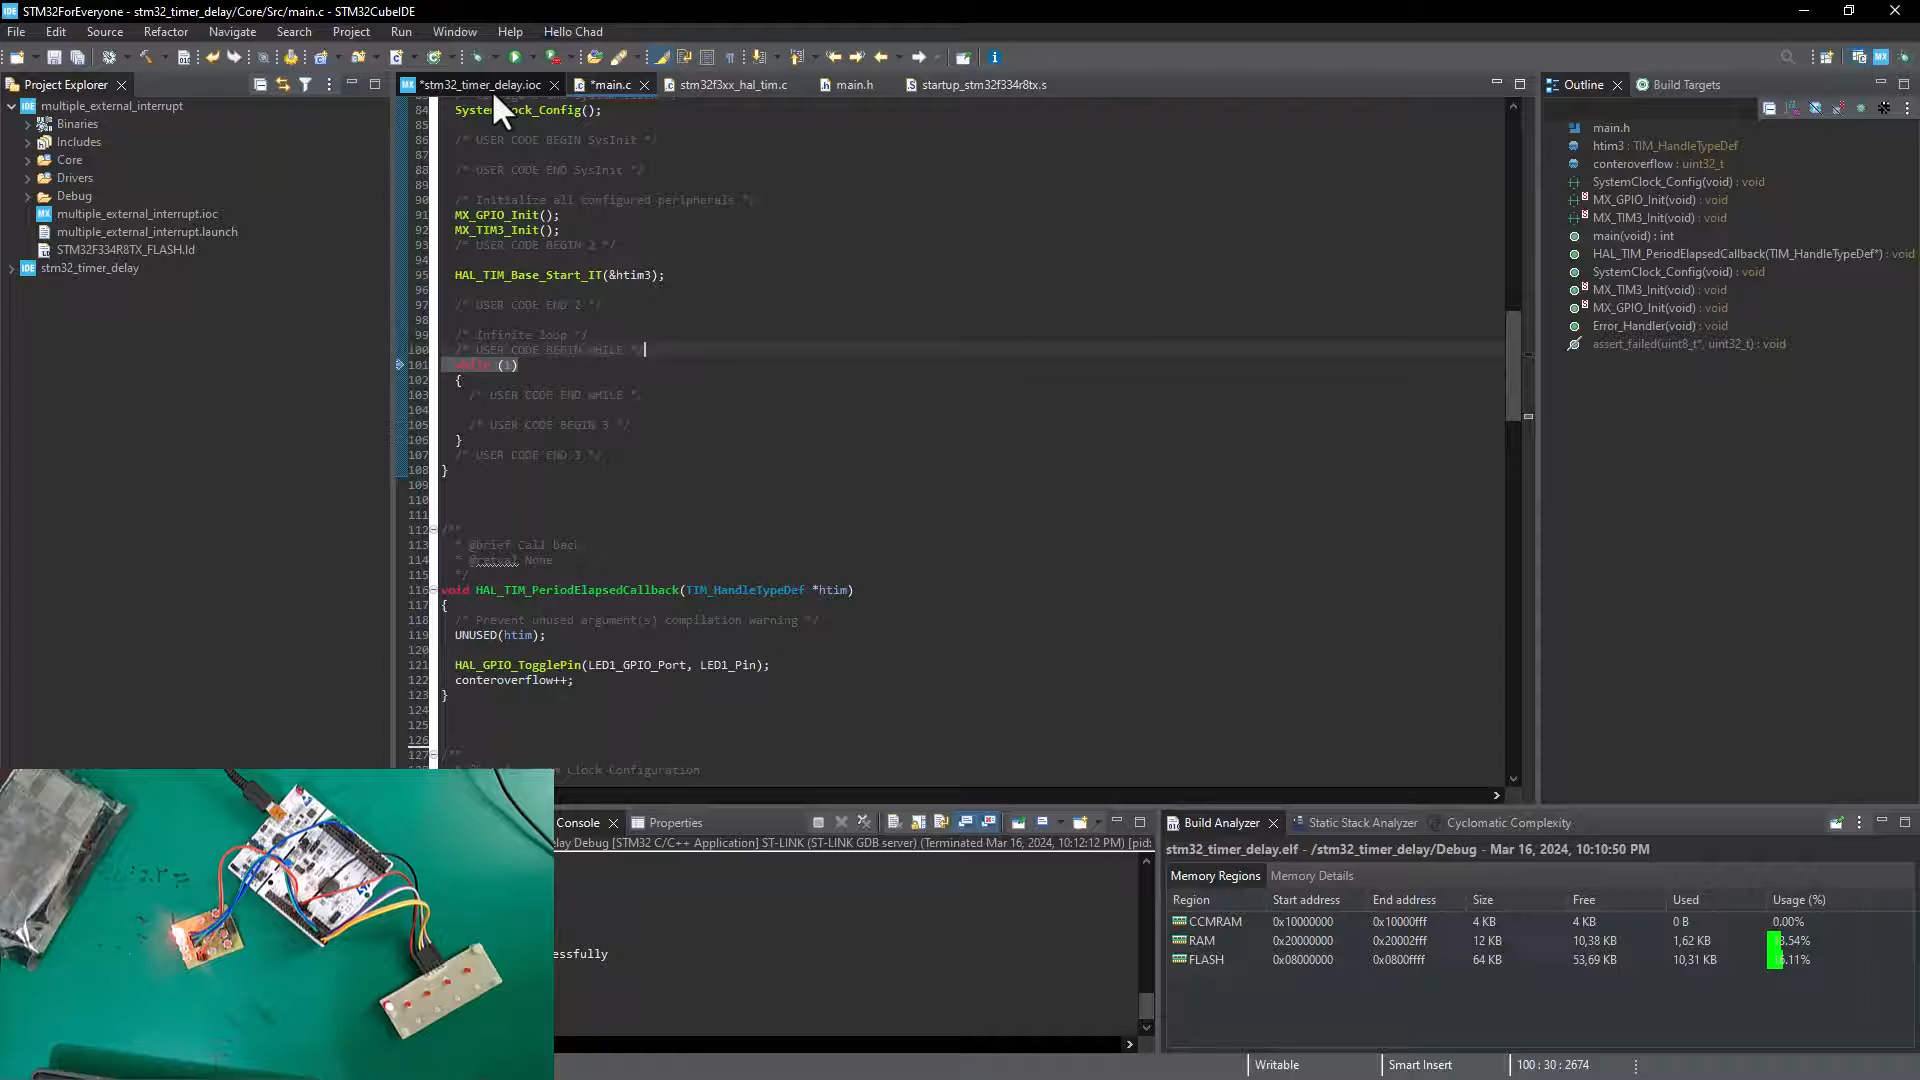 STM32ForEveryone - stm32_timer_delay/Core/Src/main.c - STM32CubeIDE
File Edit Source Refactor Navigate Search Project Run Window Help Hello Chad
Project Explorer
multiple_external_interrupt
Binaries
Includes
Core
Drivers
Debug
multiple_external_interrupt.ioc
multiple_external_interrupt.launch
STM32F334R8TX_FLASH.ld
stm32_timer_delay
*stm32_timer_delay.ioc *main.c stm32f3xx_hal_tim.c main.h startup_stm32f334r8tx.s
84
85
86 /* USER CODE BEGIN SysInit */
87
88 /* USER CODE END SysInit */
89
90 /* Initialize all configured peripherals *
91 MX_GPIO_Init();
92 MX_TIM3_Init();
93 /* USER CODE BEGIN 2 */
94
95 HAL_TIM_Base_Start_IT(&htim3);
96
97 /* USER CODE END 2 */
98
99 /* Infinite loop */
100 /* USER CODE BEGIN WHILE */
101 while (1)
102 {
103 /* USER CODE END WHILE *
104
105 /* USER CODE BEGIN 3 */
106 }
107 /* USER CODE END 3 */
108 }
109
110
111
112 /**
113 * @brief Call back
114 * @retval None
115 */
116 void HAL_TIM_PeriodElapsedCallback(TIM_HandleTypeDef *htim)
117 {
118 /* Prevent unused argument(s) compilation warning */
119 UNUSED(htim);
120
121 HAL_GPIO_TogglePin(LED1_GPIO_Port, LED1_Pin);
122 conteroverflow++;
123 }
124
125
126
127 /**
Clock Configuration
Outline Build Targets
main.h
htim3 : TIM_HandleTypeDef
conteroverflow : uint32_t
SystemClock_Config(void) : void
MX_GPIO_Init(void) : void
MX_TIM3_Init(void) : void
main(void) : int
HAL_TIM_PeriodElapsedCallback(TIM_HandleTypeDef*) : void
SystemClock_Config(void) : void
MX_TIM3_Init(void) : void
MX_GPIO_Init(void) : void
Error_Handler(void) : void
assert_failed(uint8_t*, uint32_t) : void
Console Properties
elay Debug [STM32 C/C++ Application] ST-LINK (ST-LINK GDB server) (Terminated Mar 16, 2024, 10:12:12 PM) [pid:
essfully
Build Analyzer Static Stack Analyzer Cyclomatic Complexity
stm32_timer_delay.elf - /stm32_timer_delay/Debug - Mar 16, 2024, 10:10:50 PM
Memory Regions Memory Details
Region Start address End address Size Free Used Usage (%)
CCMRAM 0x10000000 0x10000fff 4 KB 4 KB 0 B 0.00%
RAM 0x20000000 0x20002fff 12 KB 10,38 KB 1,62 KB 13.54%
FLASH 0x08000000 0x0800ffff 64 KB 53,69 KB 10,31 KB 16.11%
Writable Smart Insert 100 : 30 : 2674